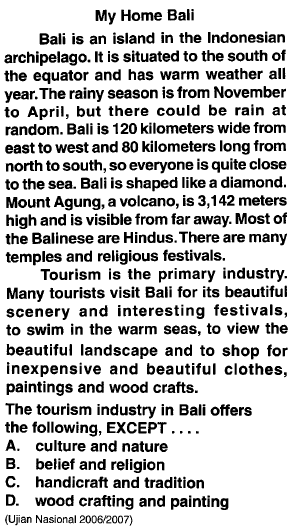 My Home Bali
Bali is an island in the Indonesian
archipelago. It is situated to the south of
the equator and has warm weather all
year. The rainy season is from November
to April, but there could be rain at
random. Bali is 120 kilometers wide from
east to west and 80 kilometers long from
north to south, so everyone is quite close
to the sea. Bali is shaped like a diamond.
Mount Agung, a volcano, is 3,142 meters
high and is visible from far away. Most of
the Balinese are Hindus. There are many
temples and religious festivals.
Tourism is the primary industry.
Many tourists visit Bali for its beautiful
scenery and interesting festivals,
to swim in the warm seas, to view the
beautiful landscape and to shop for
inexpensive and beautiful clothes,
paintings and wood crafts.
The tourism industry in Bali offers
the following, EXCEPT . . . .
A. culture and nature
B. belief and religion
C. handicraft and tradition
D. wood crafting and painting
(Ujian Nasional 2006/2007)